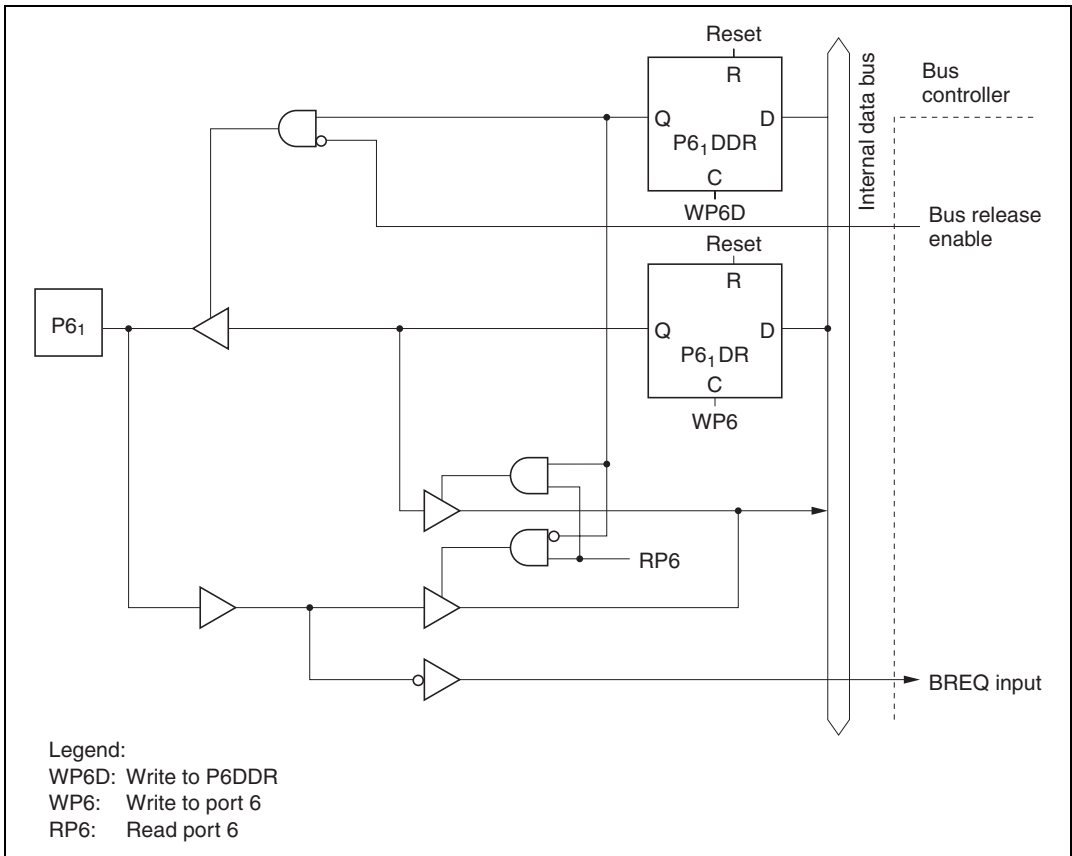 Reset
R
Q
D
P6₁DDR
C
WP6D
Internal data bus
Bus
controller
Bus release
enable
Reset
R
P6₁
Q
D
P6₁DR
C
WP6
RP6
BREQ input
Legend:
WP6D: Write to P6DDR
WP6: Write to port 6
RP6: Read port 6